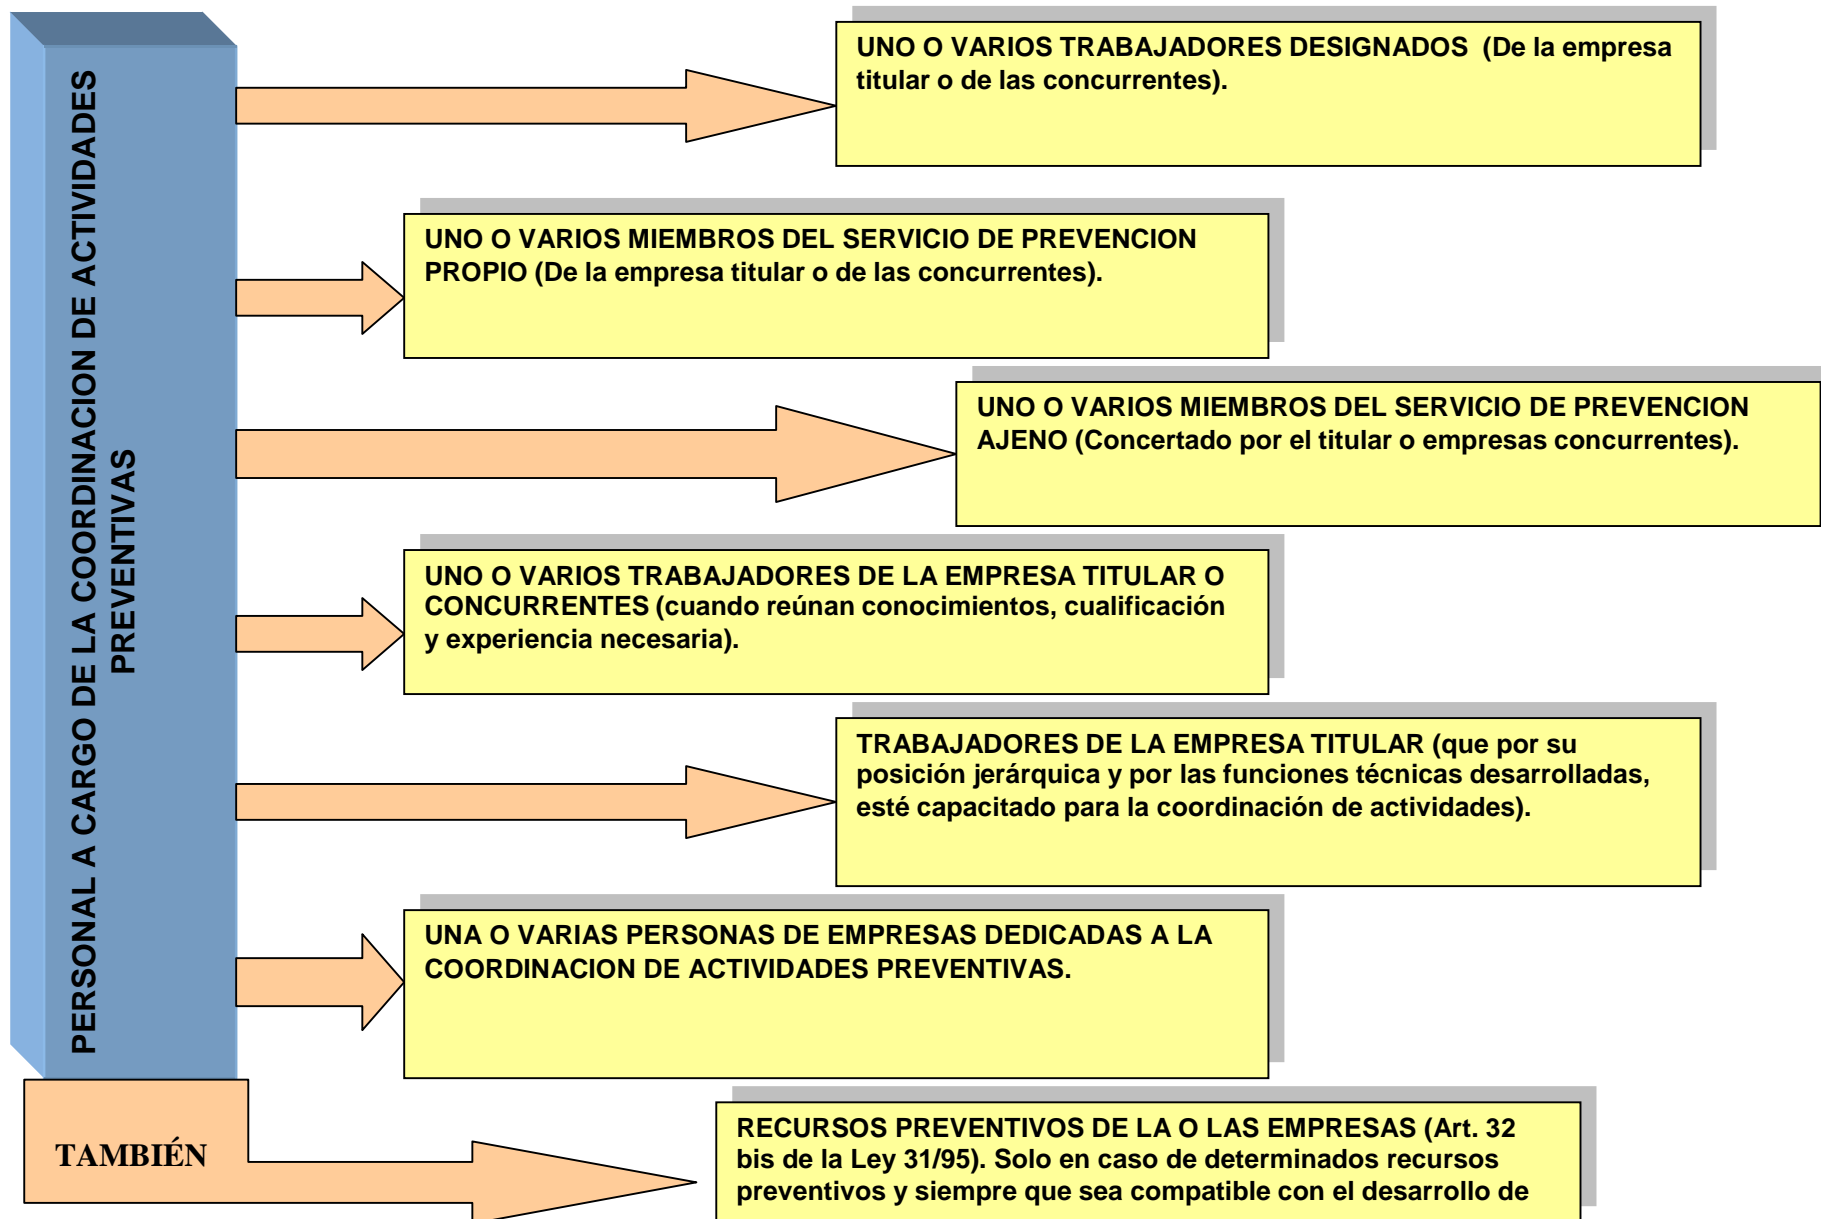 PERSONAL A CARGO DE LA COORDINACION DE ACTIVIDADES
PREVENTIVAS
UNO O VARIOS TRABAJADORES DESIGNADOS (De la empresa
titular o de las concurrentes).
UNO O VARIOS MIEMBROS DEL SERVICIO DE PREVENCION
PROPIO (De la empresa titular o de las concurrentes).
UNO O VARIOS MIEMBROS DEL SERVICIO DE PREVENCION
AJENO (Concertado por el titular o empresas concurrentes).
UNO O VARIOS TRABAJADORES DE LA EMPRESA TITULAR O
CONCURRENTES (cuando reúnan conocimientos, cualificación
y experiencia necesaria).
TRABAJADORES DE LA EMPRESA TITULAR (que por su
posición jerárquica y por las funciones técnicas desarrolladas,
esté capacitado para la coordinación de actividades).
UNA O VARIAS PERSONAS DE EMPRESAS DEDICADAS A LA
COORDINACION DE ACTIVIDADES PREVENTIVAS.
TAMBIÉN
RECURSOS PREVENTIVOS DE LA O LAS EMPRESAS (Art. 32
bis de la Ley 31/95). Solo en caso de determinados recursos
preventivos y siempre que sea compatible con el desarrollo de